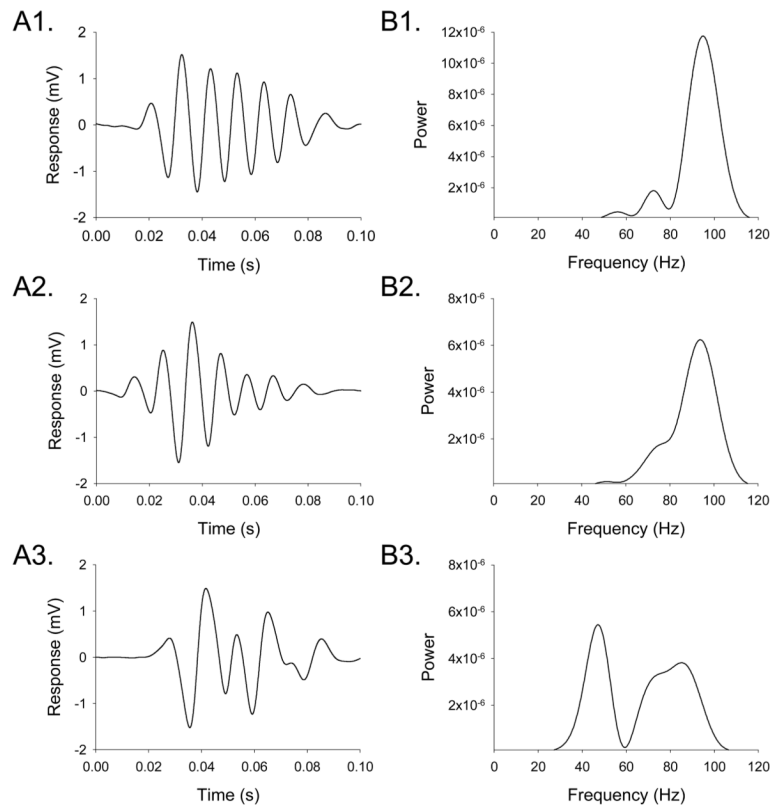 A1.
2
1
0
-1
-2
Response (mV)
0.00 0.02 0.04 0.06 0.08 0.10
Time (s)
B1.
12x10-6
10x10-6
8x10-6
6x10-6
4x10-6
2x10-6
Power
0 20 40 60 80 100 120
Frequency (Hz)
A2.
2
1
0
-1
-2
Response (mV)
0.00 0.02 0.04 0.06 0.08 0.10
Time (s)
B2.
8x10-6
6x10-6
4x10-6
2x10-6
Power
0 20 40 60 80 100 120
Frequency (Hz)
A3.
2
1
0
-1
-2
Response (mV)
0.00 0.02 0.04 0.06 0.08 0.10
Time (s)
B3.
8x10-6
6x10-6
4x10-6
2x10-6
Power
0 20 40 60 80 100 120
Frequency (Hz)